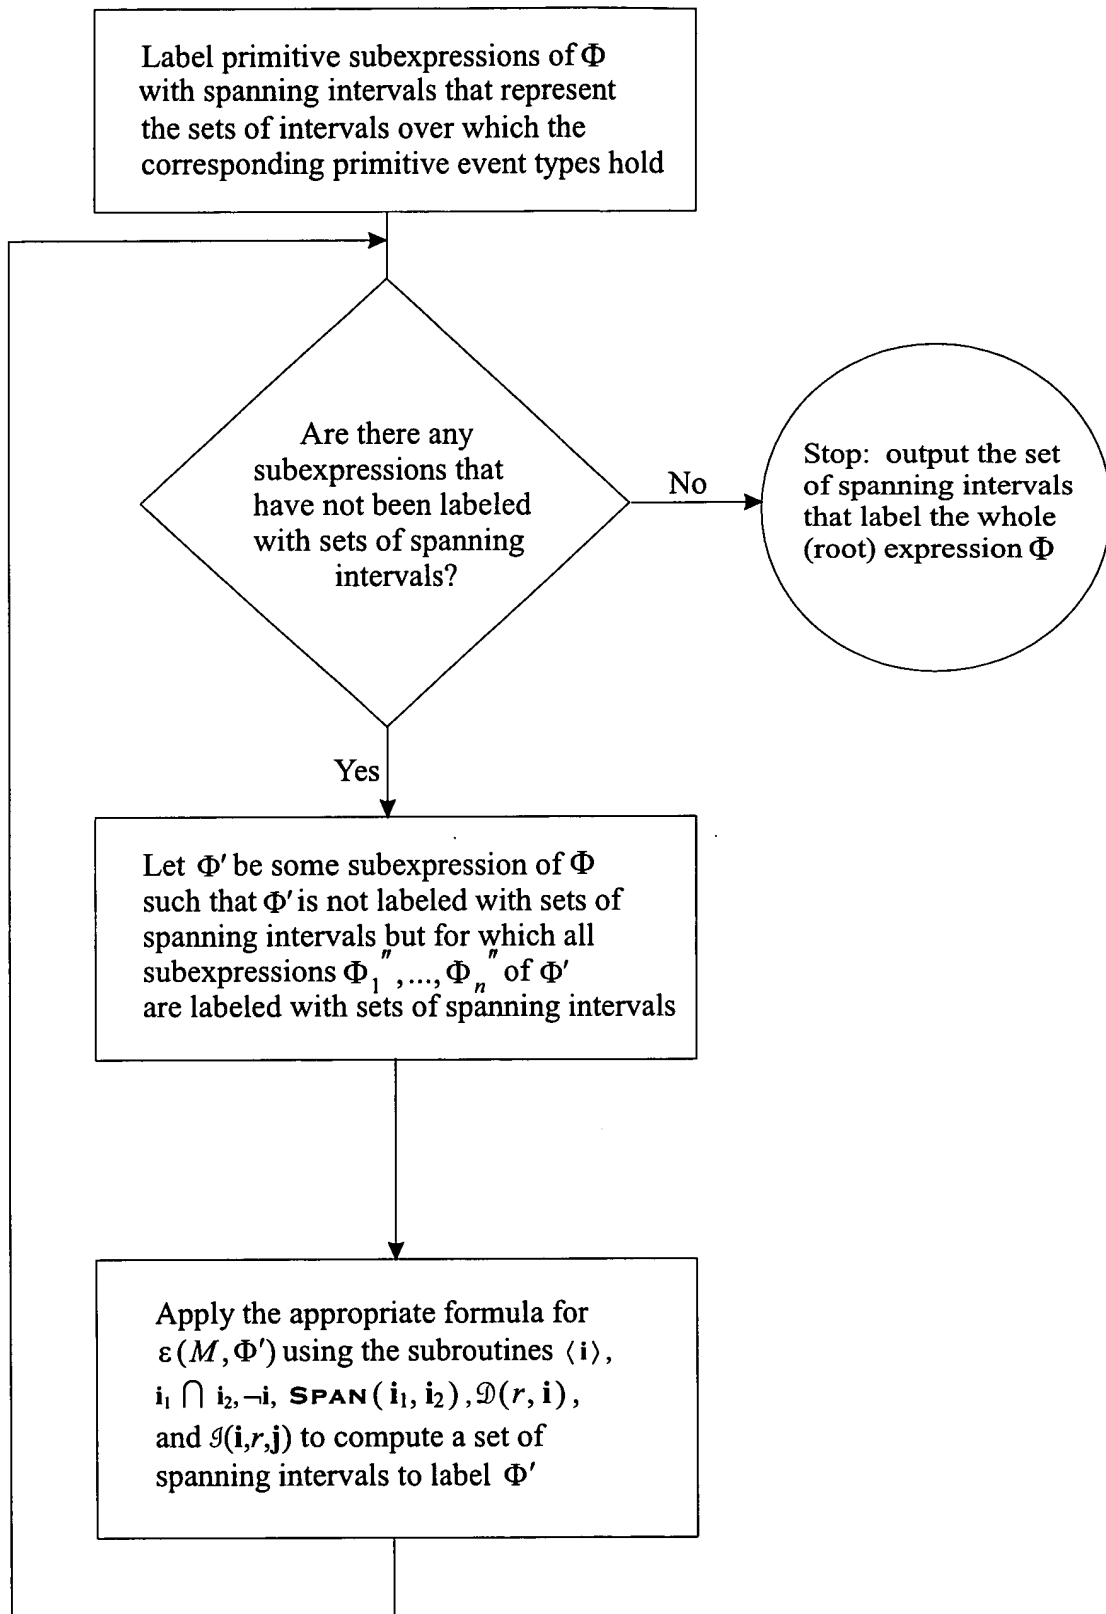 Label primitive subexpressions of Φ
with spanning intervals that represent
the sets of intervals over which the
corresponding primitive event types hold
Are there any
subexpressions that
have not been labeled
with sets of spanning
intervals?
No
Stop: output the set
of spanning intervals
that label the whole
(root) expression Φ
Yes
Let Φ′ be some subexpression of Φ
such that Φ′ is not labeled with sets of
spanning intervals but for which all
subexpressions Φ₁″,..., Φₙ″ of Φ′
are labeled with sets of spanning intervals
Apply the appropriate formula for
ε(M,Φ′) using the subroutines ⟨i⟩,
i₁ ⋂ i₂, ¬i, SPAN(i₁, i₂), 𝒟(r, i),
and ℐ(i,r,j) to compute a set of
spanning intervals to label Φ′